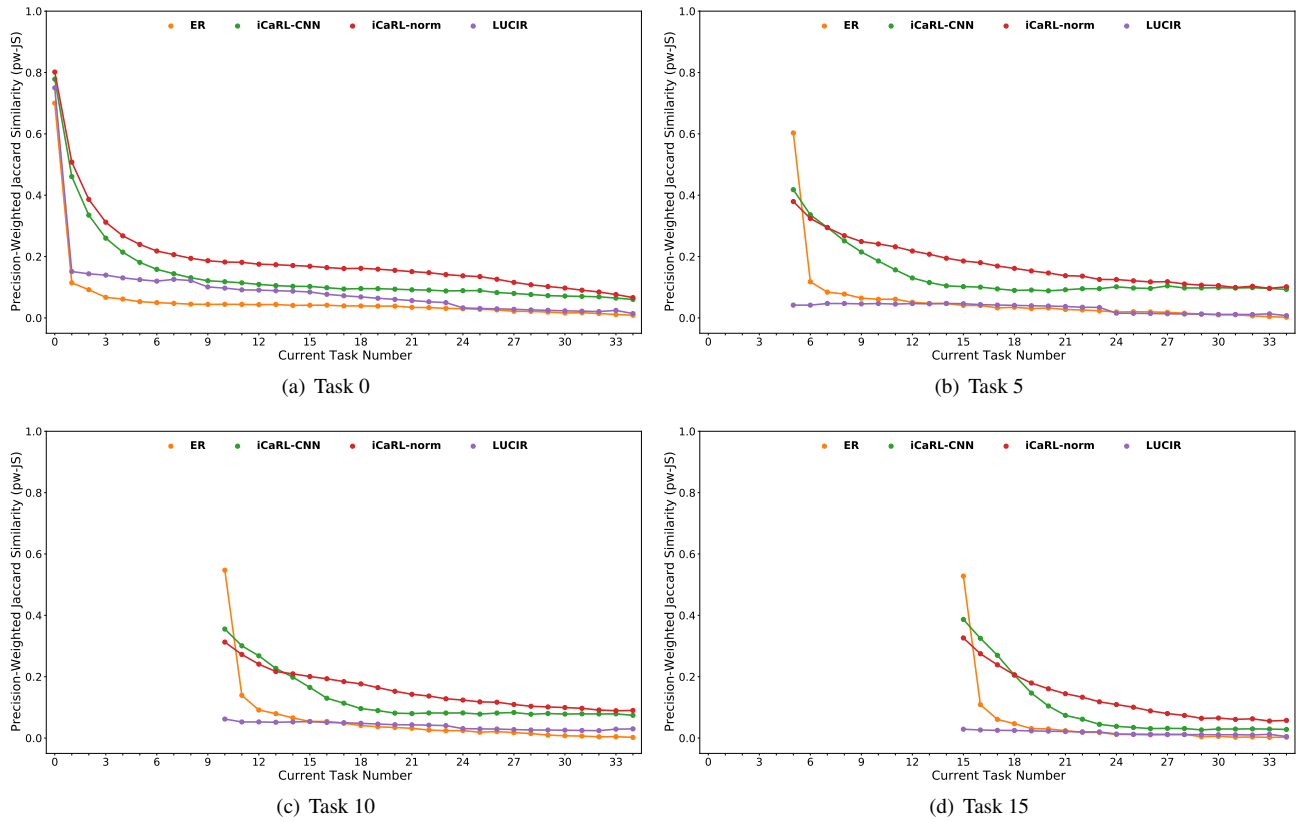 ER iCaRL-CNN iCaRL-norm LUCIR
Precision-Weighted Jaccard Similarity (pw-JS)
1.0
0.8
0.6
0.4
0.2
0.0
0 3 6 9 12 15 18 21 24 27 30 33
Current Task Number
(a) Task 0
ER iCaRL-CNN iCaRL-norm LUCIR
Precision-Weighted Jaccard Similarity (pw-JS)
1.0
0.8
0.6
0.4
0.2
0.0
0 3 6 9 12 15 18 21 24 27 30 33
Current Task Number
(b) Task 5
ER iCaRL-CNN iCaRL-norm LUCIR
Precision-Weighted Jaccard Similarity (pw-JS)
1.0
0.8
0.6
0.4
0.2
0.0
0 3 6 9 12 15 18 21 24 27 30 33
Current Task Number
(c) Task 10
ER iCaRL-CNN iCaRL-norm LUCIR
Precision-Weighted Jaccard Similarity (pw-JS)
1.0
0.8
0.6
0.4
0.2
0.0
0 3 6 9 12 15 18 21 24 27 30 33
Current Task Number
(d) Task 15